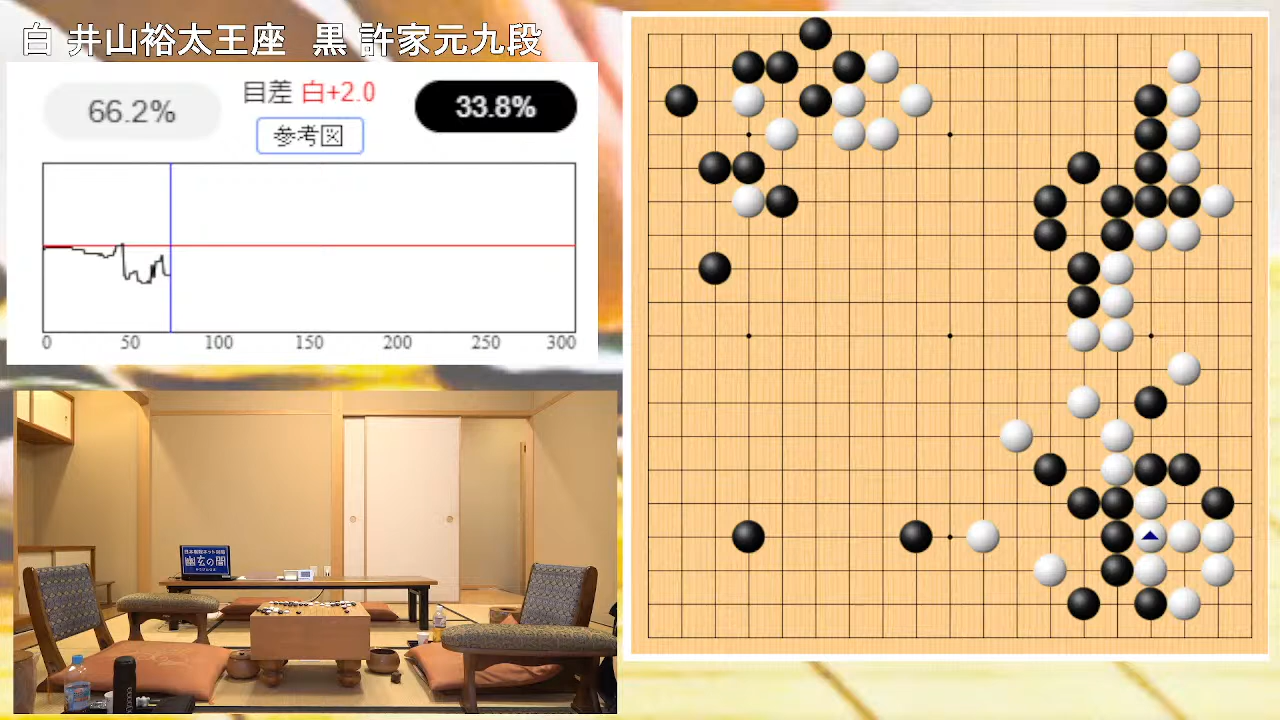 白 井山裕太王座 黒 許家元九段
66.2%
目差 白+2.0
33.8%
参考図
0 50 100 150 200 250 300
幽玄の間